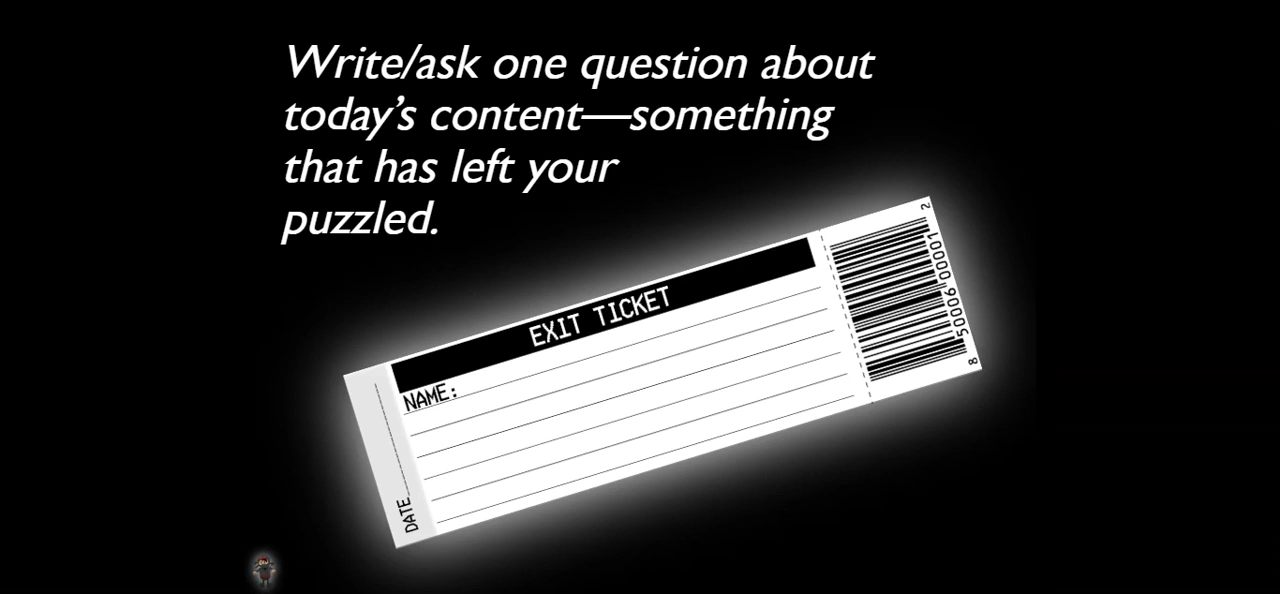 Write/ask one question about
today's content—something
that has left your
puzzled.
EXIT TICKET
NAME:
DATE
8 50006 00001 2